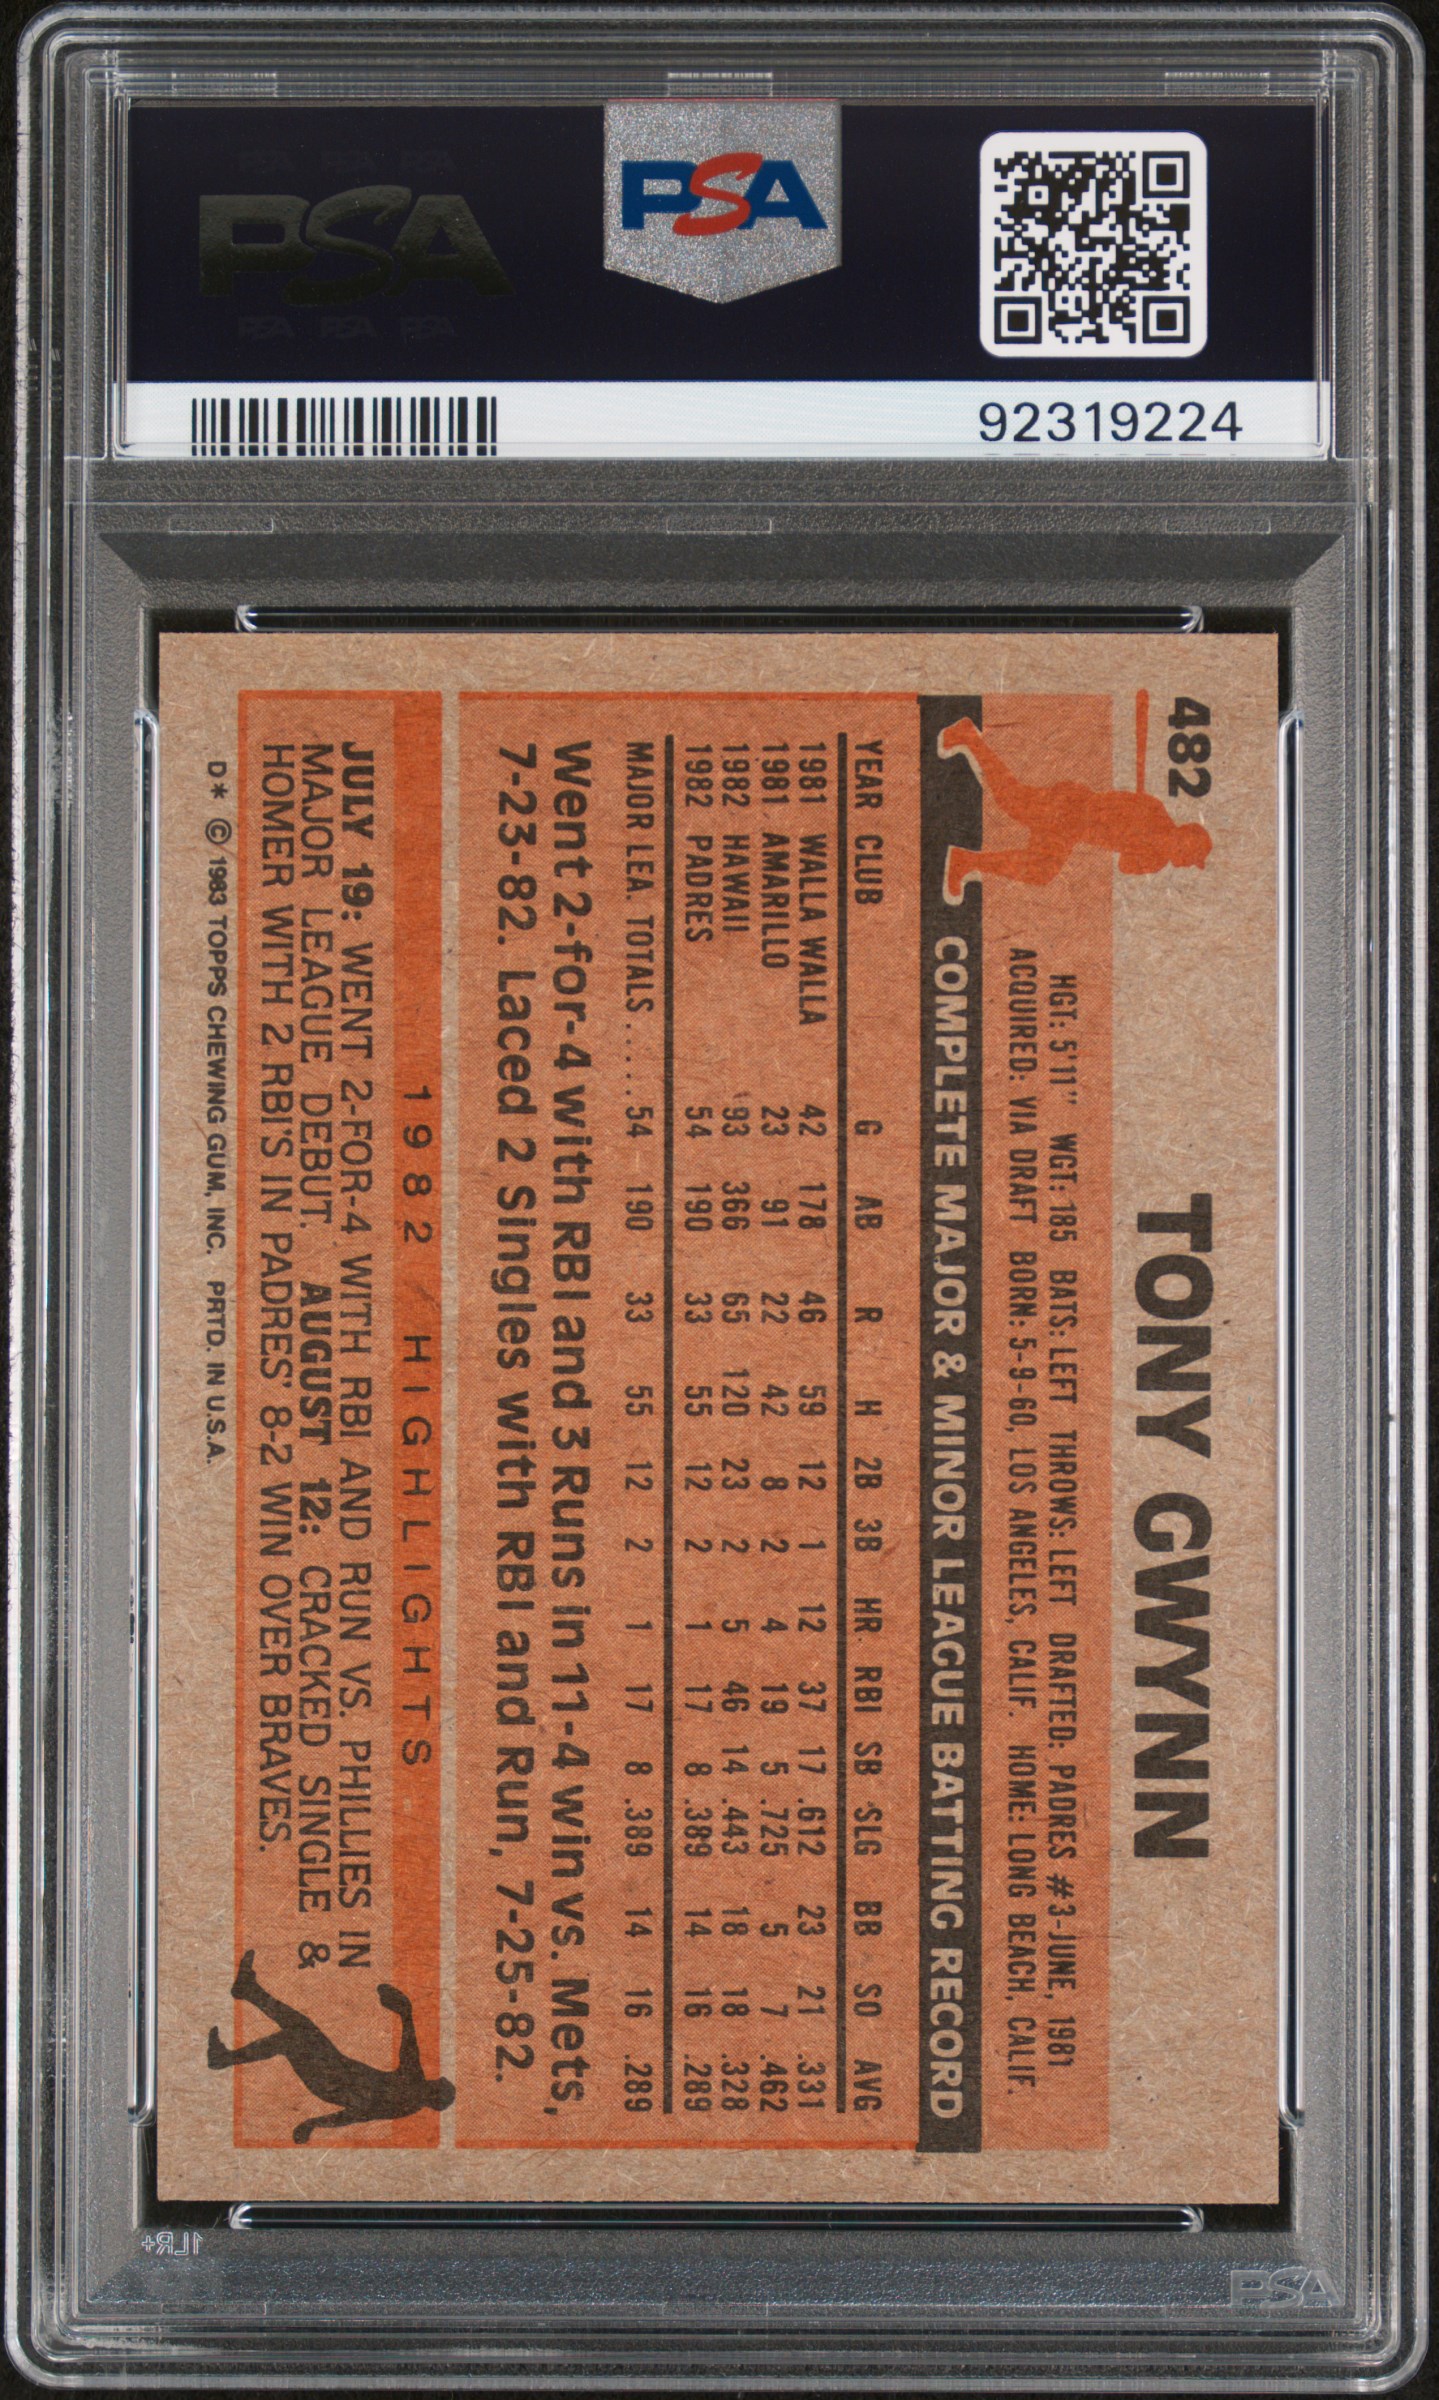 PSA
PSA
92319224
482
TONY GWYNN
HGT: 5'11" WGT: 185 BATS: LEFT THROWS: LEFT DRAFTED: PADRES #3-JUNE, 1981
ACQUIRED: VIA DRAFT BORN: 5-9-60, LOS ANGELES, CALIF. HOME: LONG BEACH, CALIF.
COMPLETE MAJOR & MINOR LEAGUE BATTING RECORD
YEAR CLUB G AB R H 2B 3B HR RBI SB SLG BB SO AVG
1981 WALLA WALLA 42 178 46 59 12 1 12 37 17 .612 23 21 .331
1981 AMARILLO 23 91 22 42 8 2 4 19 5 .725 5 7 .462
1982 HAWAII 93 366 65 120 23 2 5 46 14 .443 18 18 .328
1982 PADRES 54 190 33 55 12 2 1 17 8 .389 14 16 .289
MAJOR LEA. TOTALS ..... 54 190 33 55 12 2 1 17 8 .389 14 16 .289
Went 2-for-4 with RBI and 3 Runs in 11-4 win vs. Mets,
7-23-82. Laced 2 Singles with RBI and Run, 7-25-82.
1982 HIGHLIGHTS
JULY 19: WENT 2-FOR-4 WITH RBI AND RUN VS. PHILLIES IN
MAJOR LEAGUE DEBUT. AUGUST 12: CRACKED SINGLE &
HOMER WITH 2 RBI'S IN PADRES' 8-2 WIN OVER BRAVES.
D* © 1983 TOPPS CHEWING GUM, INC. PRTD. IN U.S.A.
1LR+
PSA